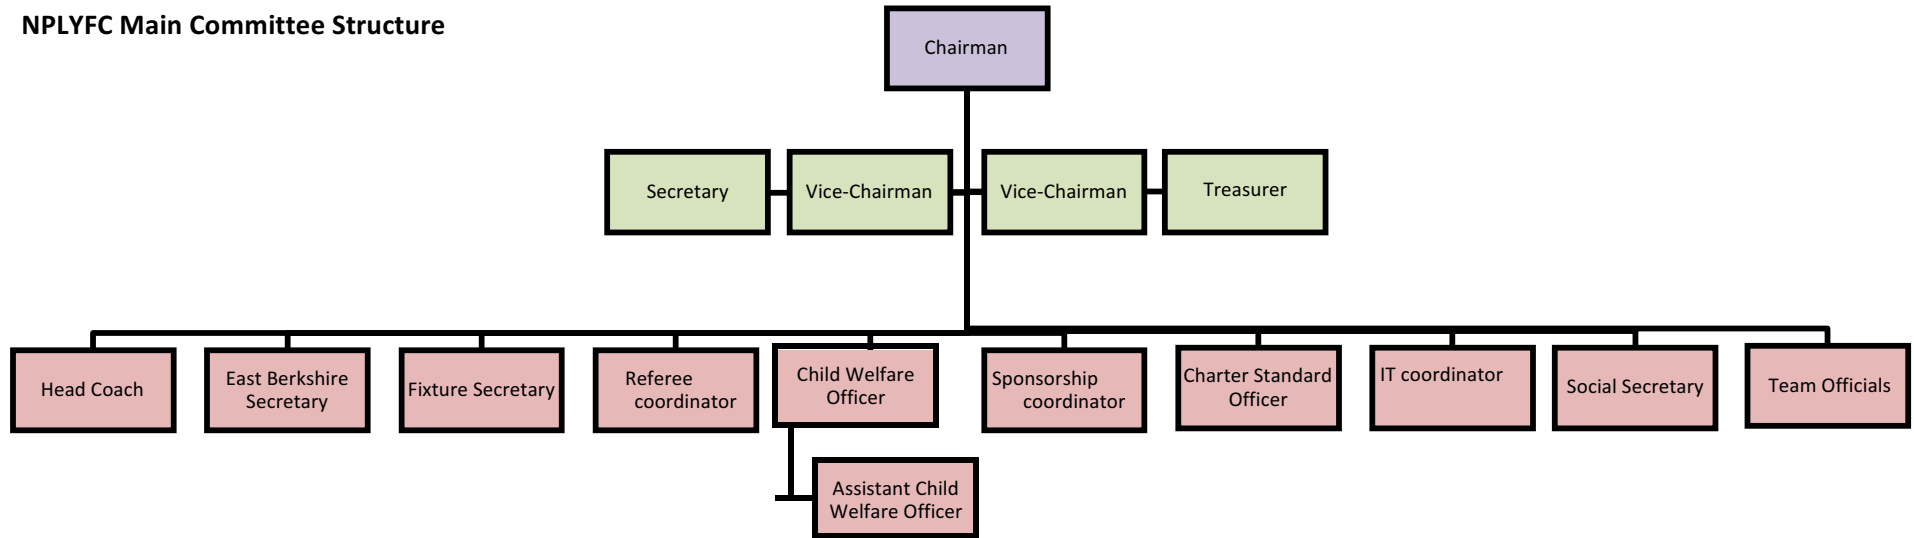 NPLYFC Main Committee Structure
Chairman
Secretary
Vice-Chairman
Vice-Chairman
Treasurer
Head Coach
East Berkshire
Secretary
Fixture Secretary
Referee
coordinator
Child Welfare
Officer
Sponsorship
coordinator
Charter Standard
Officer
IT coordinator
Social Secretary
Team Officials
Assistant Child
Welfare Officer